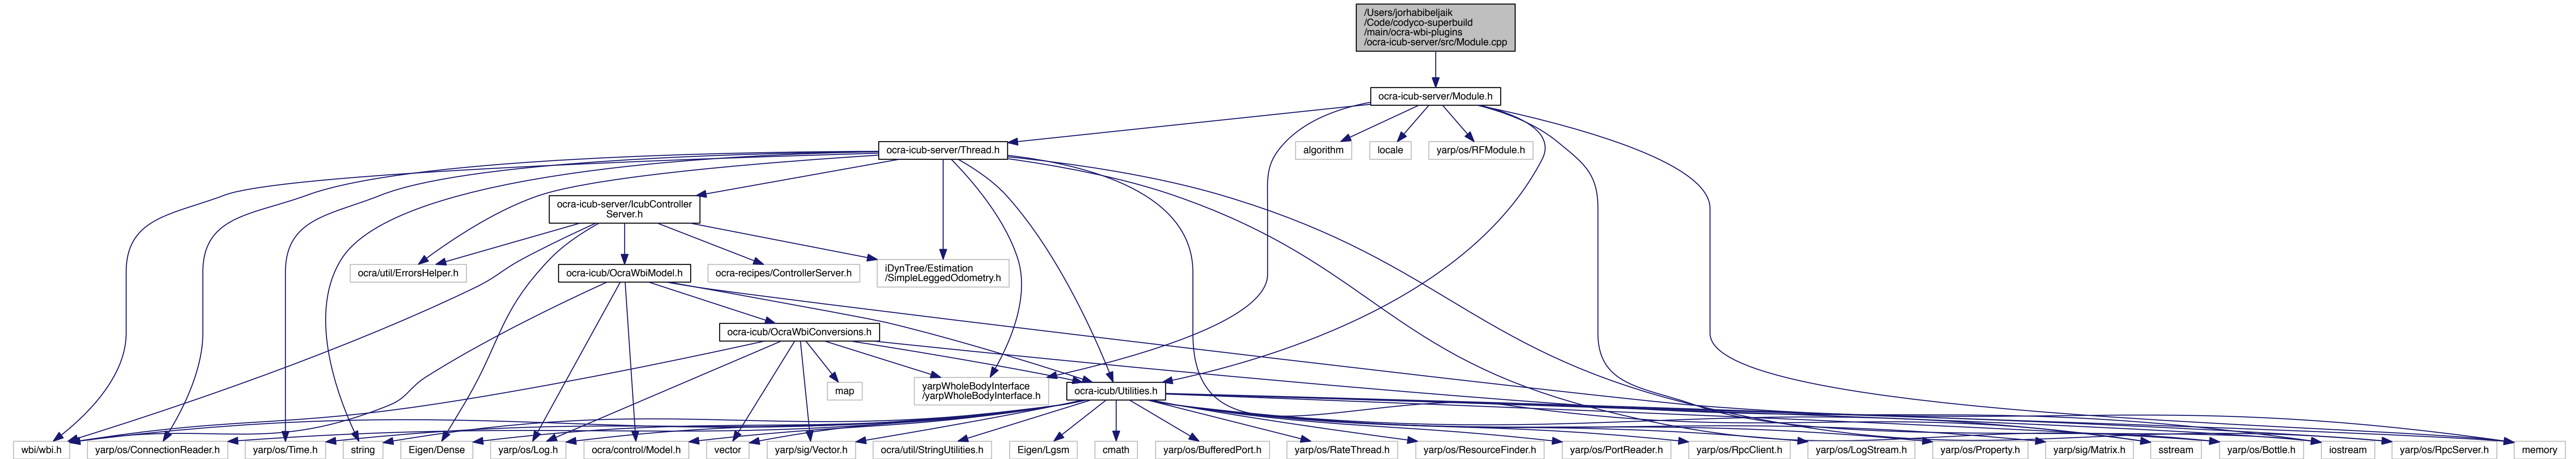 /Users/jorhabibeljaik
/Code/codyco-superbuild
/main/ocra-wbi-plugins
/ocra-icub-server/src/Module.cpp
ocra-icub-server/Module.h
ocra-icub-server/Thread.h
algorithm
locale
yarp/os/RFModule.h
ocra-icub-server/IcubController
Server.h
ocra/util/ErrorsHelper.h
ocra-icub/OcraWbiModel.h
ocra-recipes/ControllerServer.h
iDynTree/Estimation
/SimpleLeggedOdometry.h
ocra-icub/OcraWbiConversions.h
map
yarpWholeBodyInterface
/yarpWholeBodyInterface.h
ocra-icub/Utilities.h
wbi/wbi.h
yarp/os/ConnectionReader.h
yarp/os/Time.h
string
Eigen/Dense
yarp/os/Log.h
ocra/control/Model.h
vector
yarp/sig/Vector.h
ocra/util/StringUtilities.h
Eigen/Lgsm
cmath
yarp/os/BufferedPort.h
yarp/os/RateThread.h
yarp/os/ResourceFinder.h
yarp/os/PortReader.h
yarp/os/RpcClient.h
yarp/os/LogStream.h
yarp/os/Property.h
yarp/sig/Matrix.h
sstream
yarp/os/Bottle.h
iostream
yarp/os/RpcServer.h
memory